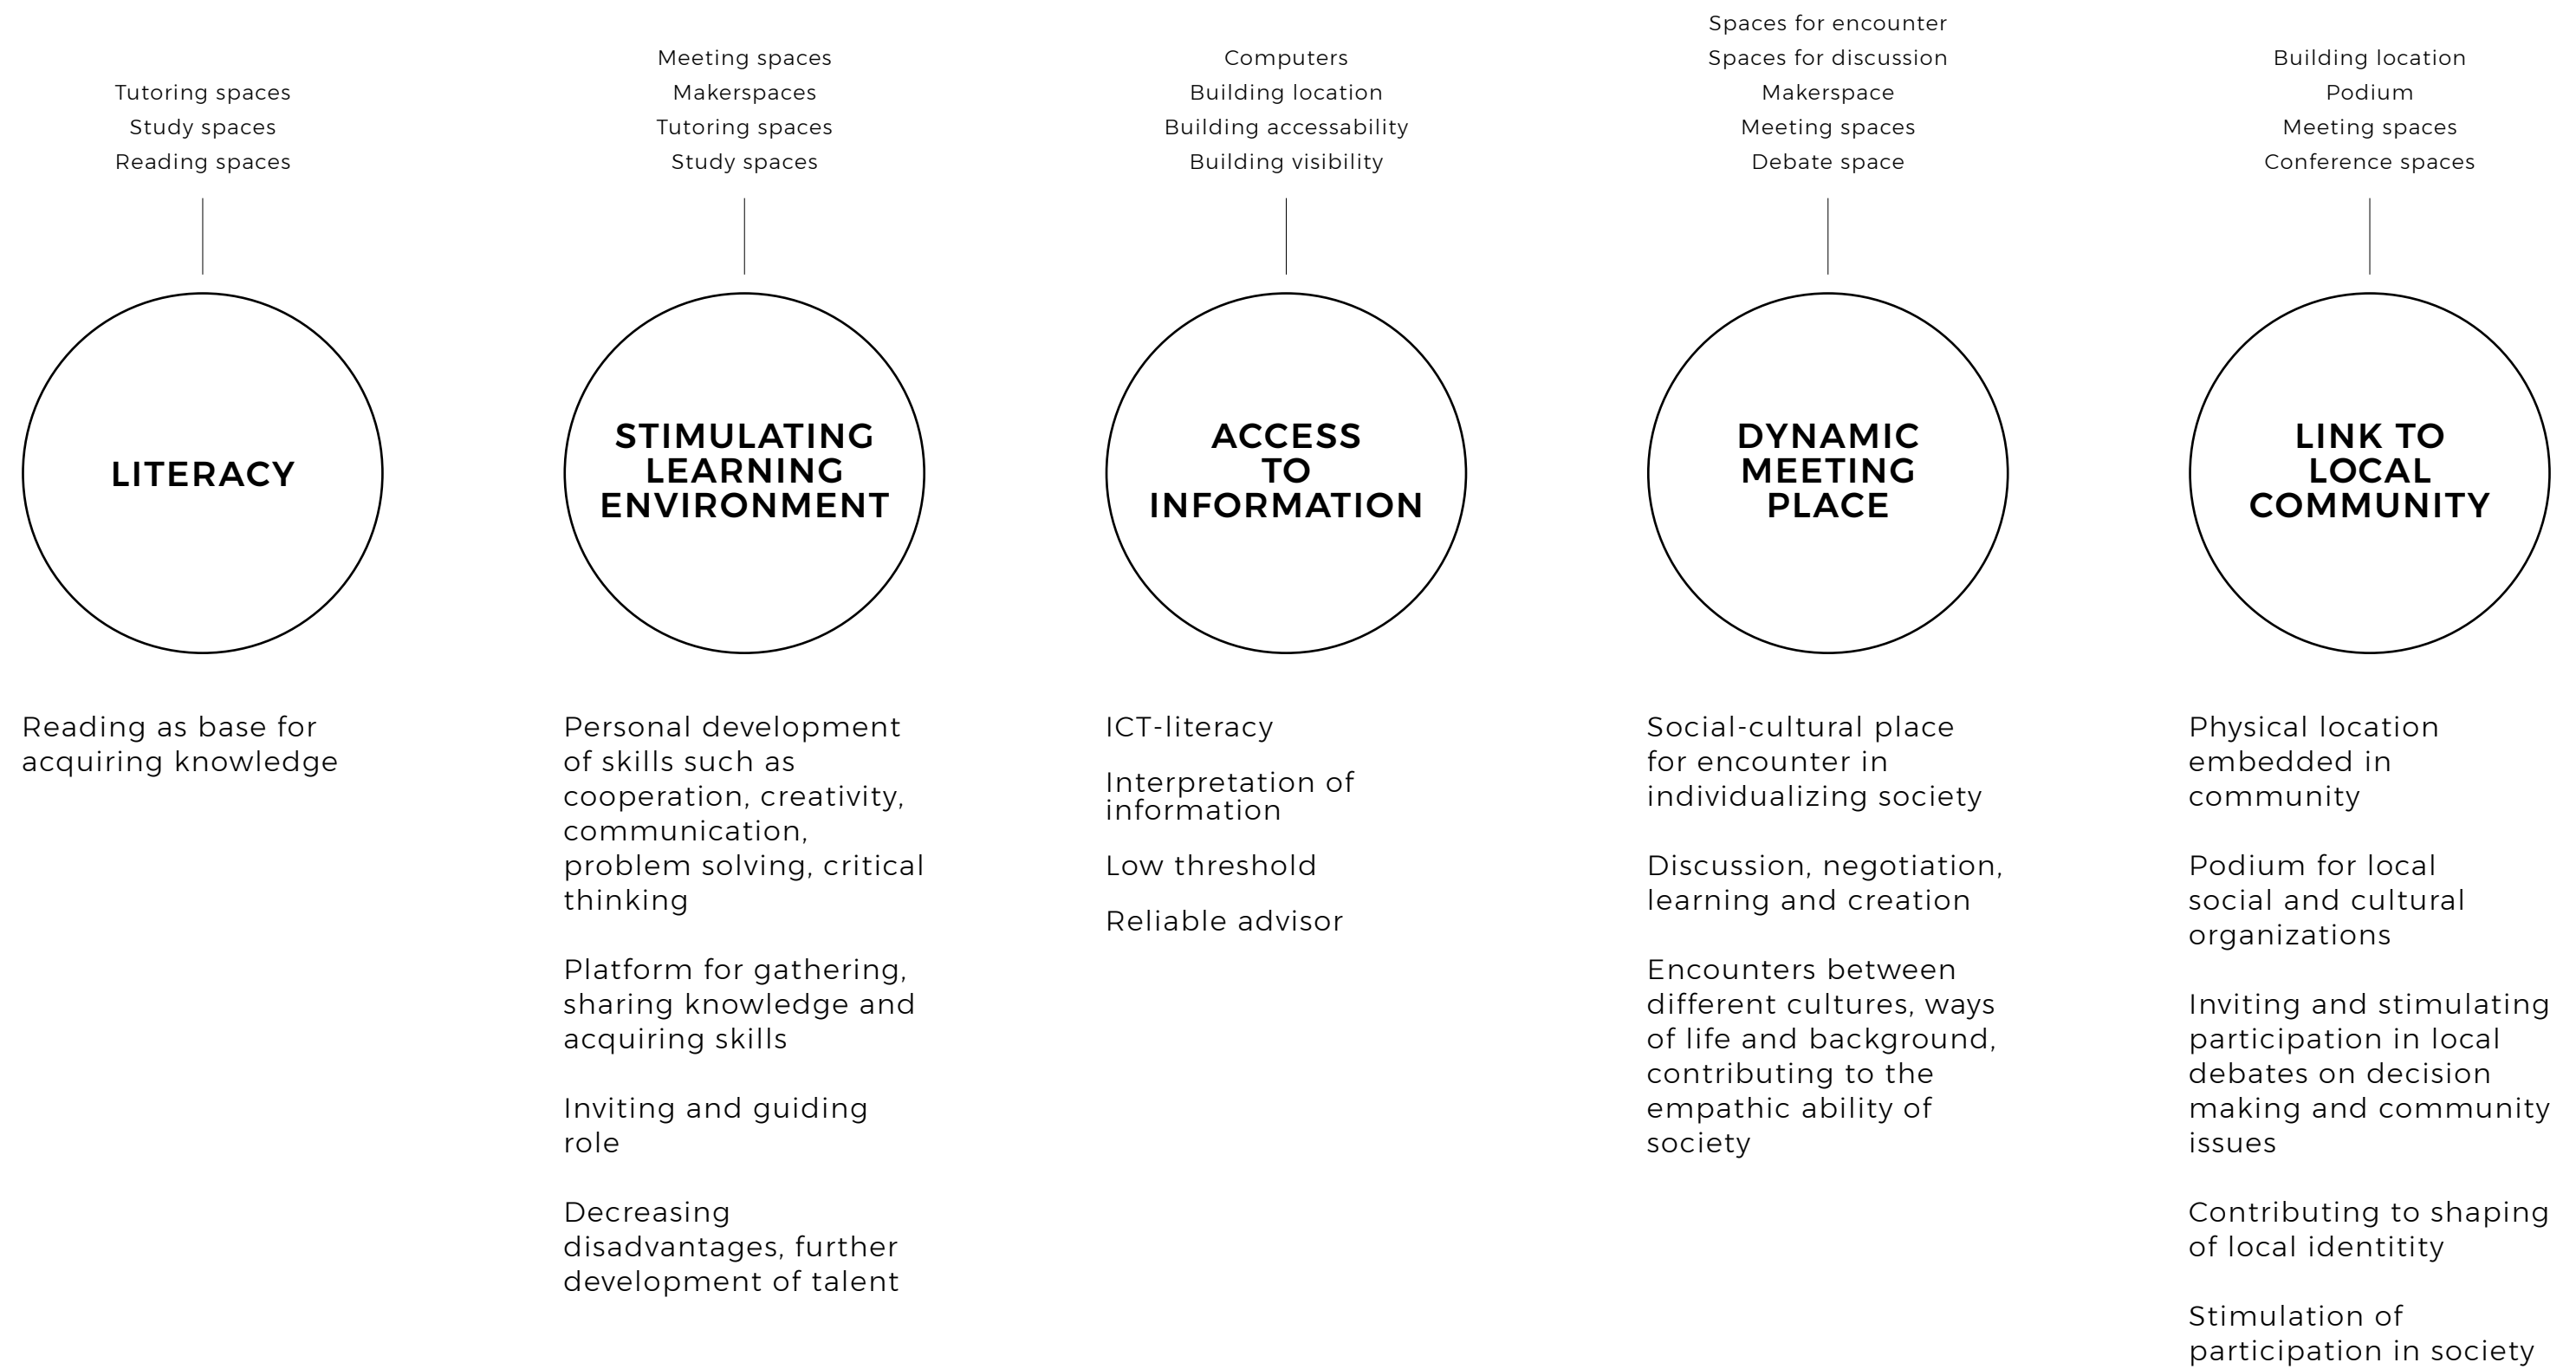 Tutoring spaces
Study spaces
Reading spaces
LITERACY
Reading as base for
acquiring knowledge
Meeting spaces
Makerspaces
Tutoring spaces
Study spaces
STIMULATING
LEARNING
ENVIRONMENT
Personal development
of skills such as
cooperation, creativity,
communication,
problem solving, critical
thinking
Platform for gathering,
sharing knowledge and
acquiring skills
Inviting and guiding
role
Decreasing
disadvantages, further
development of talent
Computers
Building location
Building accessability
Building visibility
ACCESS
TO
INFORMATION
ICT-literacy
Interpretation of
information
Low threshold
Reliable advisor
Spaces for encounter
Spaces for discussion
Makerspace
Meeting spaces
Debate space
DYNAMIC
MEETING
PLACE
Social-cultural place
for encounter in
individualizing society
Discussion, negotiation,
learning and creation
Encounters between
different cultures, ways
of life and background,
contributing to the
empathic ability of
society
Building location
Podium
Meeting spaces
Conference spaces
LINK TO
LOCAL
COMMUNITY
Physical location
embedded in
community
Podium for local
social and cultural
organizations
Inviting and stimulating
participation in local
debates on decision
making and community
issues
Contributing to shaping
of local identitity
Stimulation of
participation in society